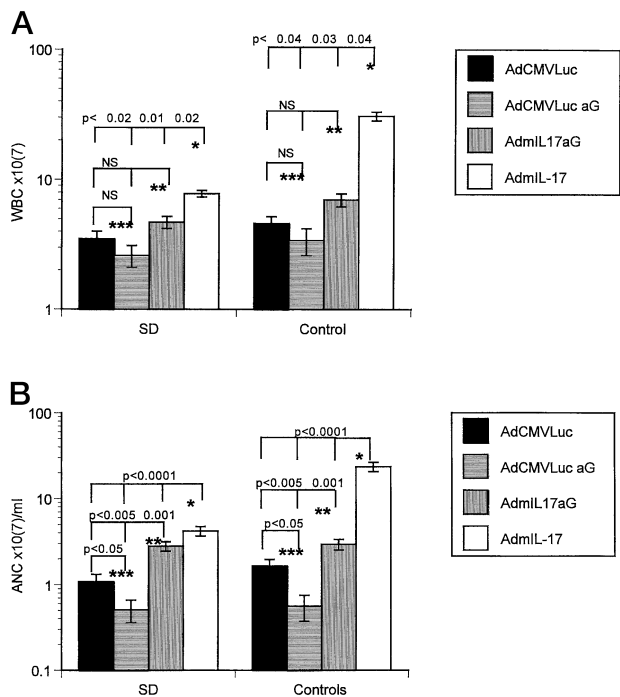 A
p< 0.04 0.03 0.04
100
*
AdCMVLuc
AdCMVLuc aG
AdmIL17aG
AdmIL-17
p< 0.02 0.01 0.02
NS
**
*
NS
***
NS
**
NS
***
WBC x10(7)
10
1
SD
Control
B
100
p<0.0001
*
AdCMVLuc
AdCMVLuc aG
AdmIL17aG
AdmIL-17
p<0.0001
p<0.005 0.001
**
*
p<0.005 0.001
**
p<0.05
***
p<0.05
***
ANC x10(7)/ml
10
1
0.1
SD
Controls